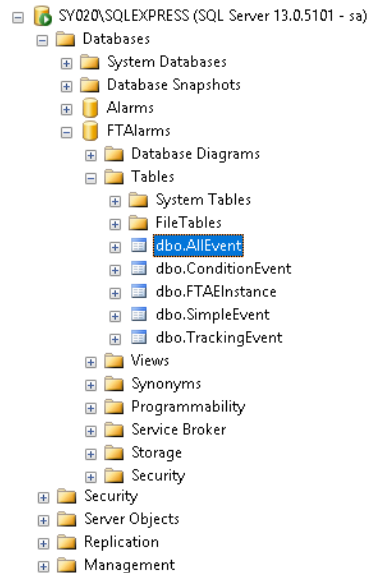 SY020\SQLEXPRESS (SQL Server 13.0.5101 - sa)
Databases
System Databases
Database Snapshots
Alarms
FTAlarms
Database Diagrams
Tables
System Tables
FileTables
dbo.AllEvent
dbo.ConditionEvent
dbo.FTAEInstance
dbo.SimpleEvent
dbo.TrackingEvent
Views
Synonyms
Programmability
Service Broker
Storage
Security
Security
Server Objects
Replication
Management